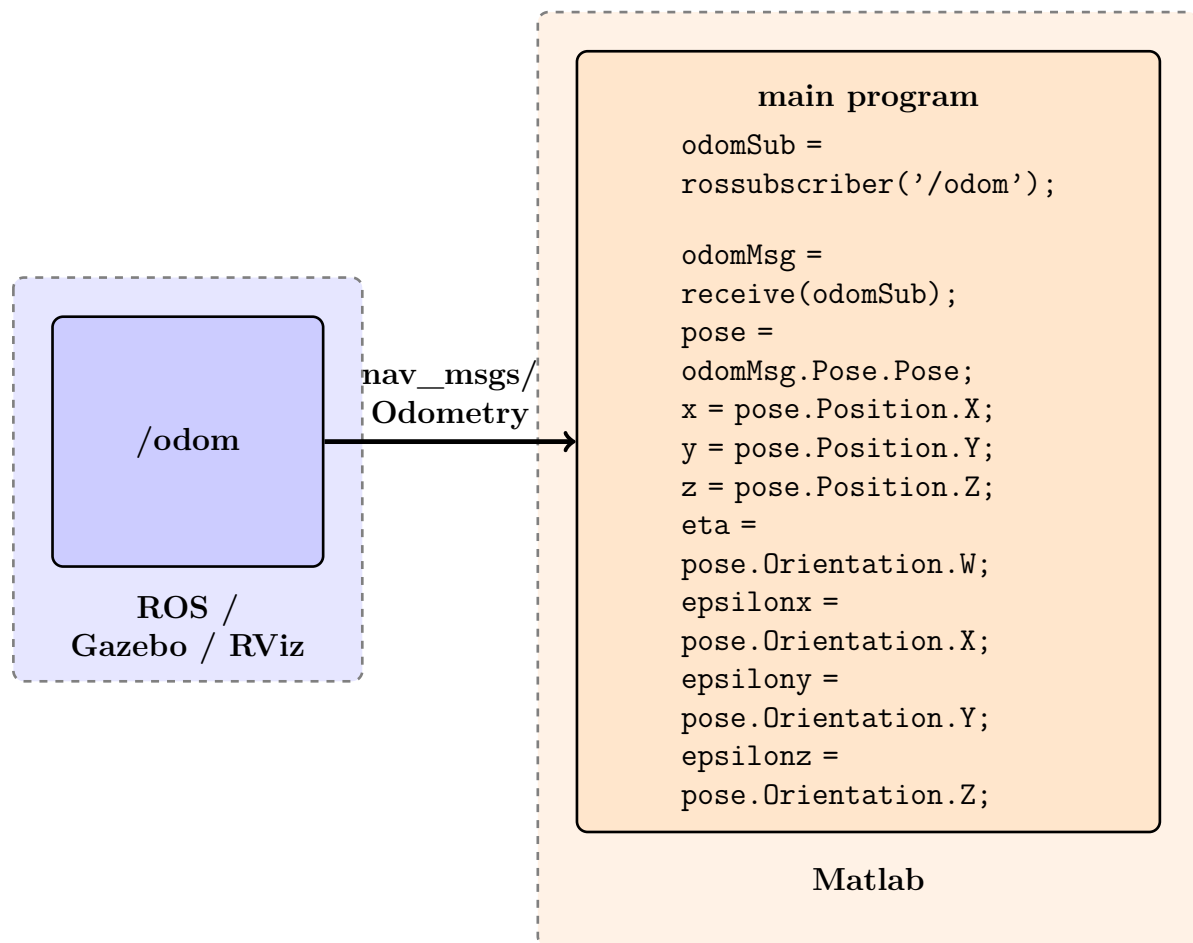 /odom
ROS /
Gazebo / RViz
nav_msgs/
Odometry
main program
odomSub =
rossubscriber('/odom');
odomMsg =
receive(odomSub);
pose =
odomMsg.Pose.Pose;
x = pose.Position.X;
y = pose.Position.Y;
z = pose.Position.Z;
eta =
pose.Orientation.W;
epsilonx =
pose.Orientation.X;
epsilony =
pose.Orientation.Y;
epsilonz =
pose.Orientation.Z;
Matlab